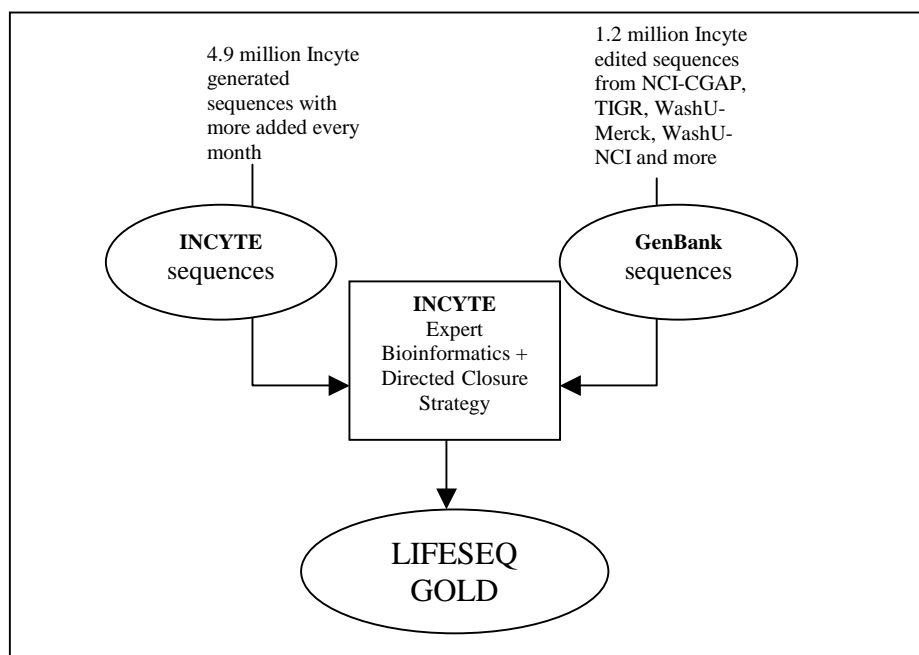 4.9 million Incyte
generated
sequences with
more added every
month
1.2 million Incyte
edited sequences
from NCI-CGAP,
TIGR, WashU-
Merck, WashU-
NCI and more
INCYTE
sequences
GenBank
sequences
INCYTE
Expert
Bioinformatics +
Directed Closure
Strategy
LIFESEQ
GOLD